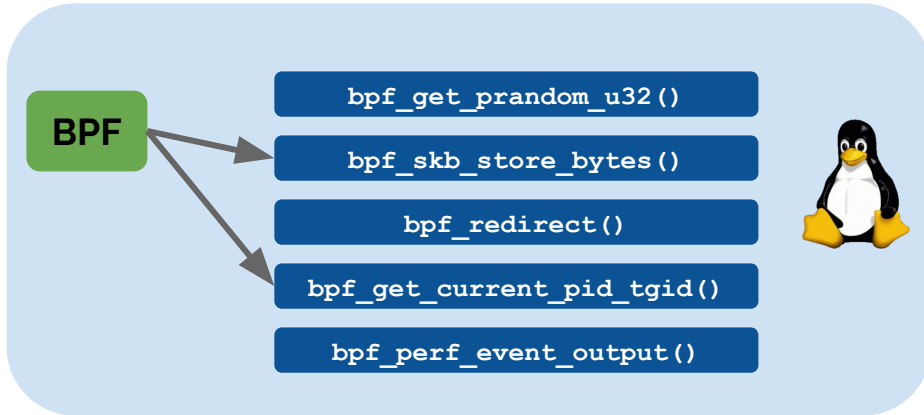 BPF
bpf_get_prandom_u32()
bpf_skb_store_bytes()
bpf_redirect()
bpf_get_current_pid_tgid()
bpf_perf_event_output()